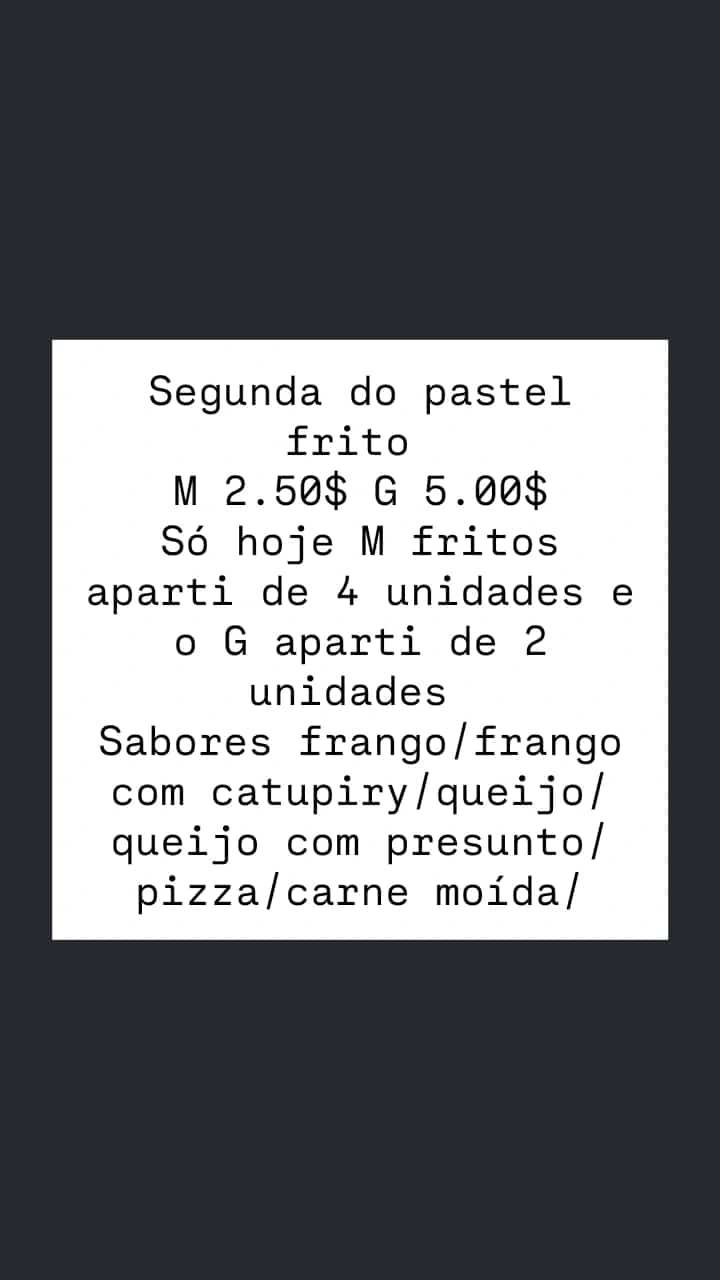 Segunda do pastel
frito
M 2.50$ G 5.00$
Só hoje M fritos
aparti de 4 unidades e
o G aparti de 2
unidades
Sabores frango/frango
com catupiry/queijo/
queijo com presunto/
pizza/carne moída/